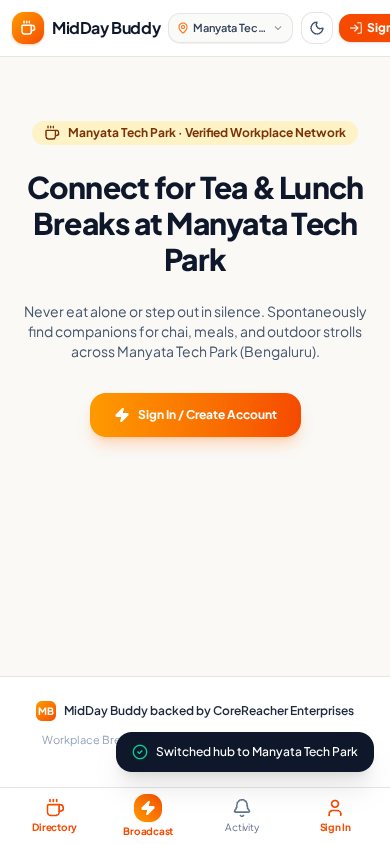 MidDay Buddy
Manyata Tec...
Manyata Tech Park · Verified Workplace Network
Connect for Tea & Lunch
Breaks at Manyata Tech
Park
Never eat alone or step out in silence. Spontaneously
find companions for chai, meals, and outdoor strolls
across Manyata Tech Park (Bengaluru).
Sign In / Create Account
MB MidDay Buddy backed by CoreReacher Enterprises
Workplace
Switched hub to Manyata Tech Park
Directory
Broadcast
Activity
Sign In